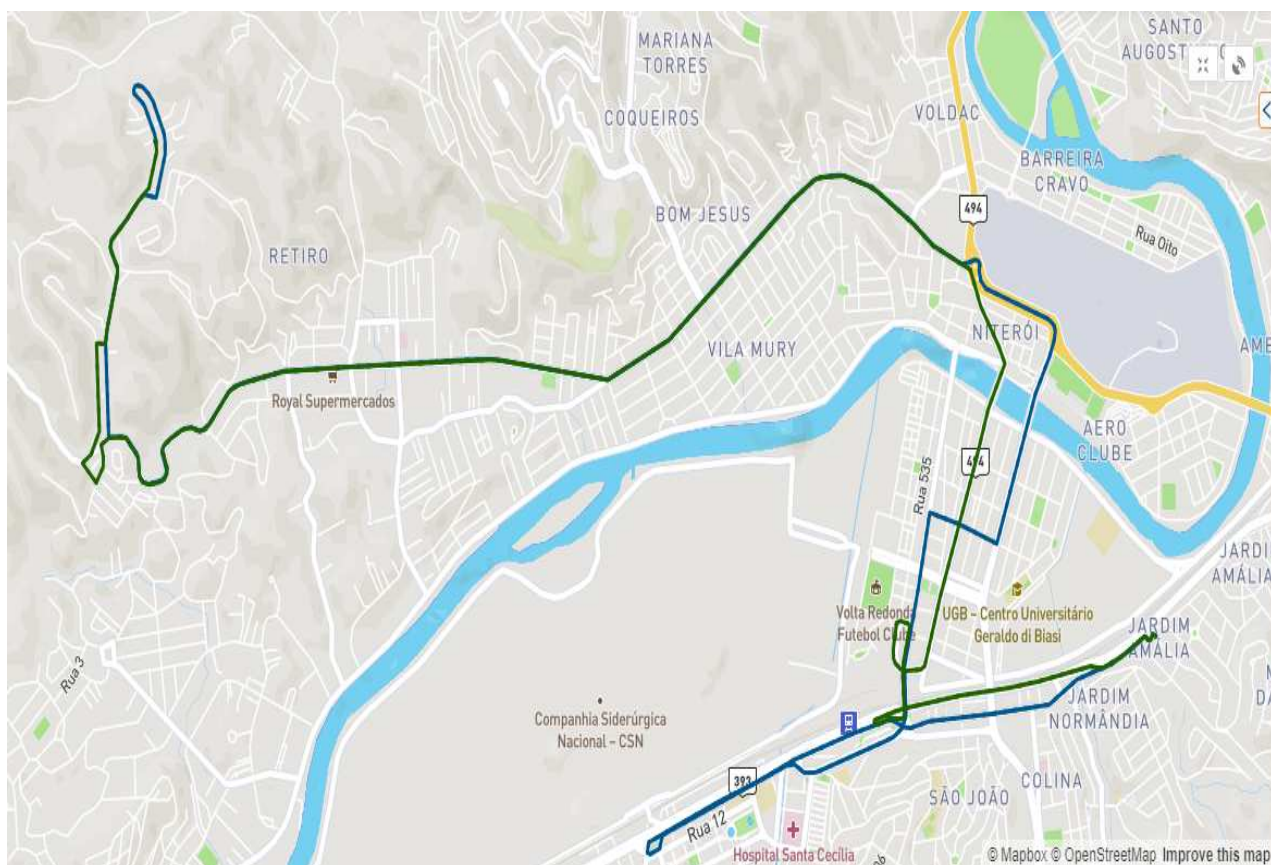 SANTO
AUGOST
MARIANA
TORRES
VOLDAC
COQUEIROS
BARREIRA
CRAVO
494
BOM JESUS
Rua Oito
RETIRO
NITERÓI
VILA MURY
AMB
Royal Supermercados
AERO
CLUBE
Rua 535
494
JARDI
AMÁLIA
Volta Redonda
Futebol Clube
UGB - Centro Universitário
Geraldo di Biasi
JARDIM
AMÁLIA
Rua 3
JARDIM
NORMÂNDIA
DA
Companhia Siderúrgica
Nacional - CSN
393
COLINA
SÃO JOÃO
Rua 12
Hospital Santa Cecília
© Mapbox © OpenStreetMap Improve this map